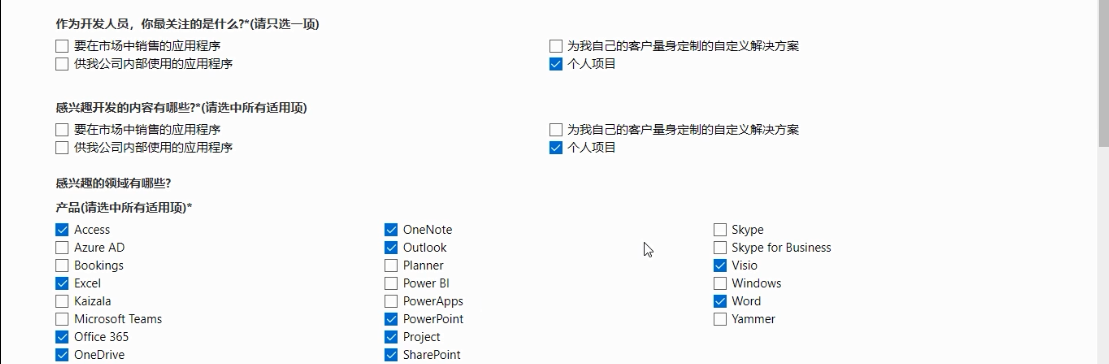 作为开发人员，你最关注的是什么?*(请只选一项)
要在市场中销售的应用程序
为我自己的客户量身定制的自定义解决方案
供我公司内部使用的应用程序
个人项目
感兴趣开发的内容有哪些?*(请选中所有适用项)
要在市场中销售的应用程序
为我自己的客户量身定制的自定义解决方案
供我公司内部使用的应用程序
个人项目
感兴趣的领域有哪些?
产品(请选中所有适用项)*
Access
OneNote
Skype
Azure AD
Outlook
Skype for Business
Bookings
Planner
Visio
Excel
Power BI
Windows
Kaizala
PowerApps
Word
Microsoft Teams
PowerPoint
Yammer
Office 365
Project
OneDrive
SharePoint